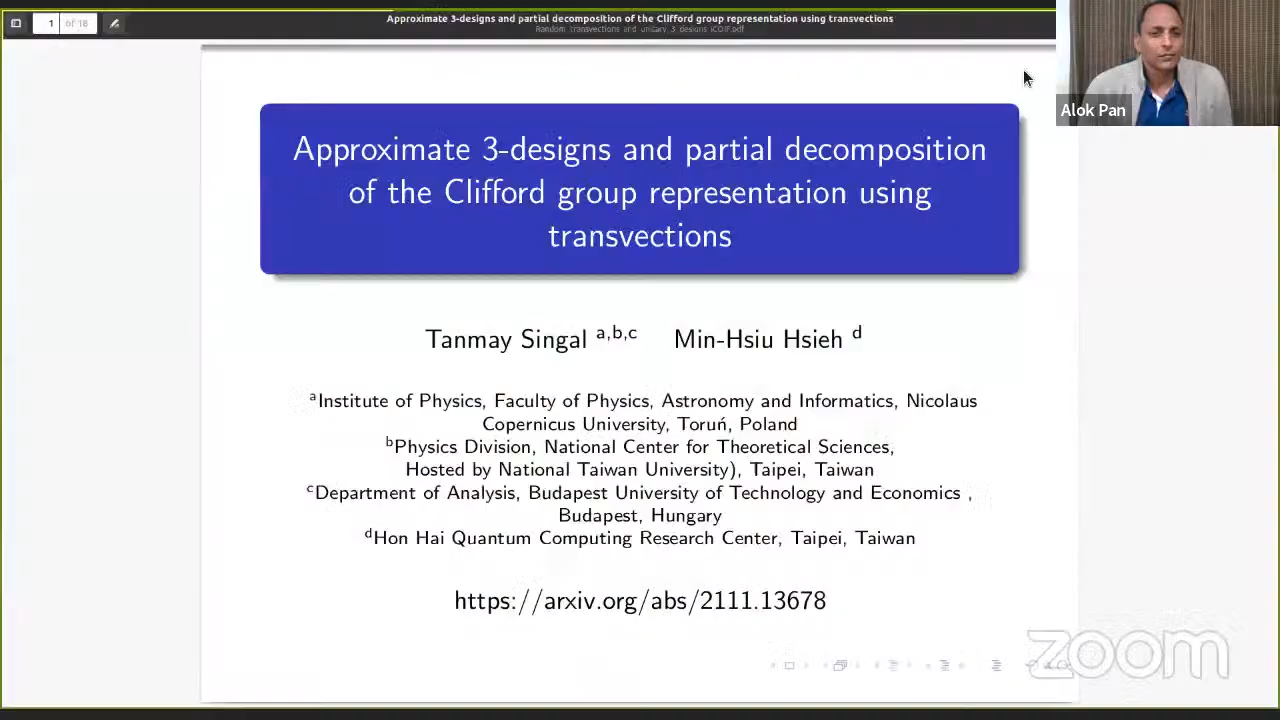 1 of 18
Approximate 3-designs and partial decomposition of the Clifford group representation using transvections
Random_transvections_and_unitary_3_designs_ICQIF.pdf
Alok Pan
Approximate 3-designs and partial decomposition
of the Clifford group representation using
transvections
Tanmay Singal a,b,c Min-Hsiu Hsieh d
aInstitute of Physics, Faculty of Physics, Astronomy and Informatics, Nicolaus
Copernicus University, Toruń, Poland
bPhysics Division, National Center for Theoretical Sciences,
Hosted by National Taiwan University), Taipei, Taiwan
cDepartment of Analysis, Budapest University of Technology and Economics ,
Budapest, Hungary
dHon Hai Quantum Computing Research Center, Taipei, Taiwan
https://arxiv.org/abs/2111.13678
zoom